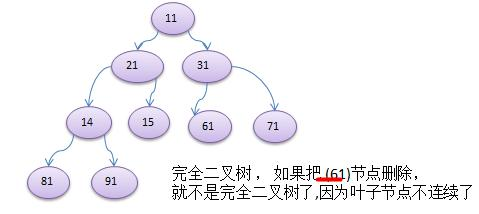 11
21 31
14 15 61 71
81 91
完全二叉树， 如果把 (61)节点删除，
就不是完全二叉树了,因为叶子节点不连续了